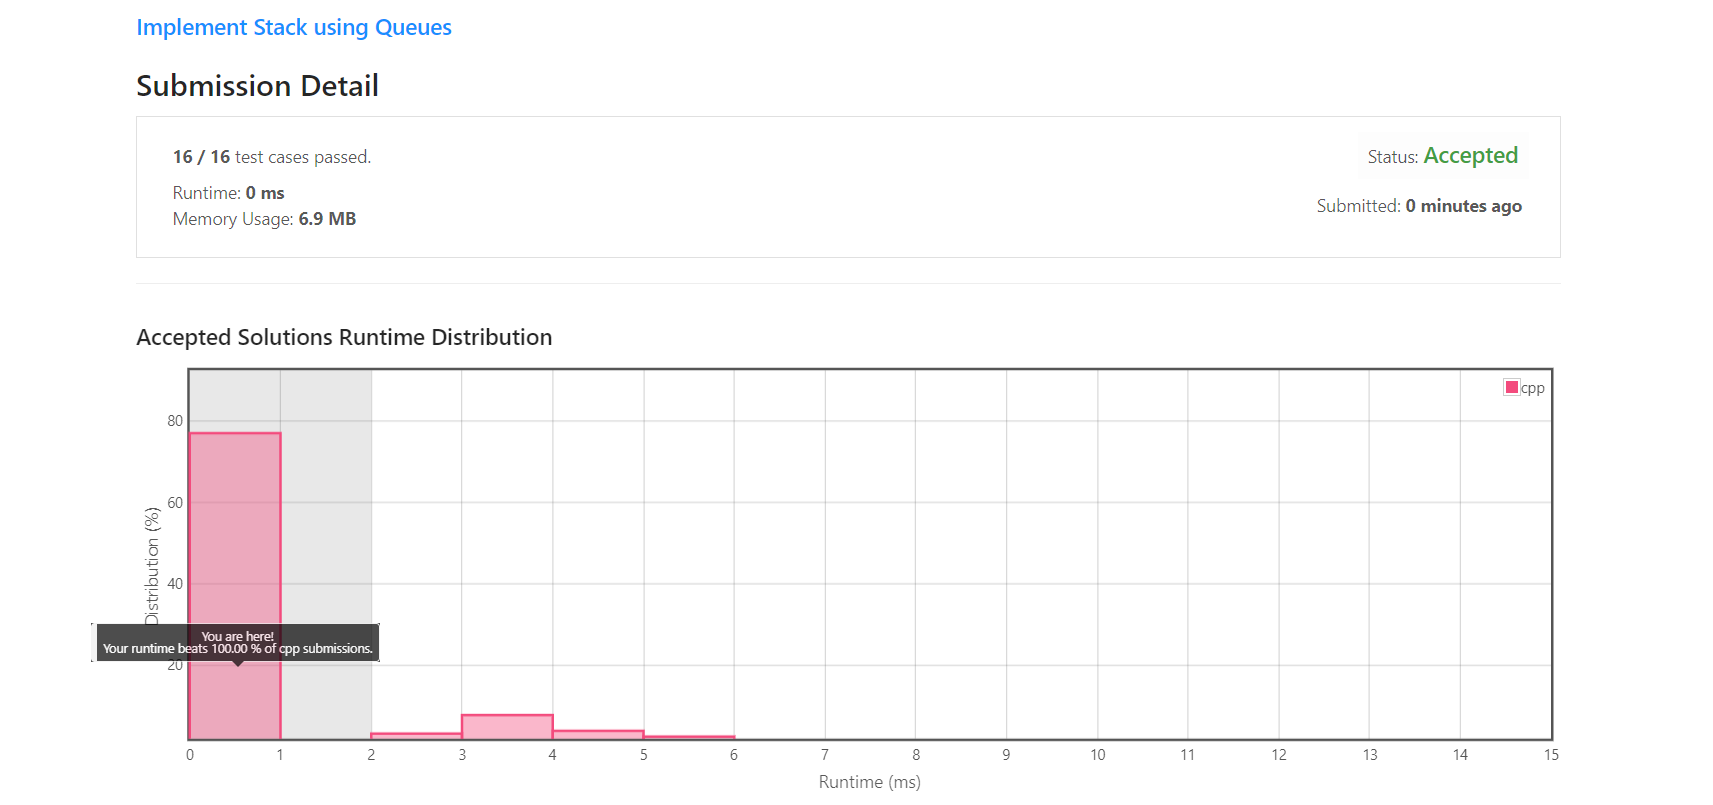 Implement Stack using Queues
Submission Detail
16 / 16 test cases passed.
Status: Accepted
Runtime: 0 ms
Submitted: 0 minutes ago
Memory Usage: 6.9 MB
Accepted Solutions Runtime Distribution
cpp
80
60
40
20
Distribution (%)
You are here!
Your runtime beats 100.00 % of cpp submissions.
0 1 2 3 4 5 6 7 8 9 10 11 12 13 14 15
Runtime (ms)